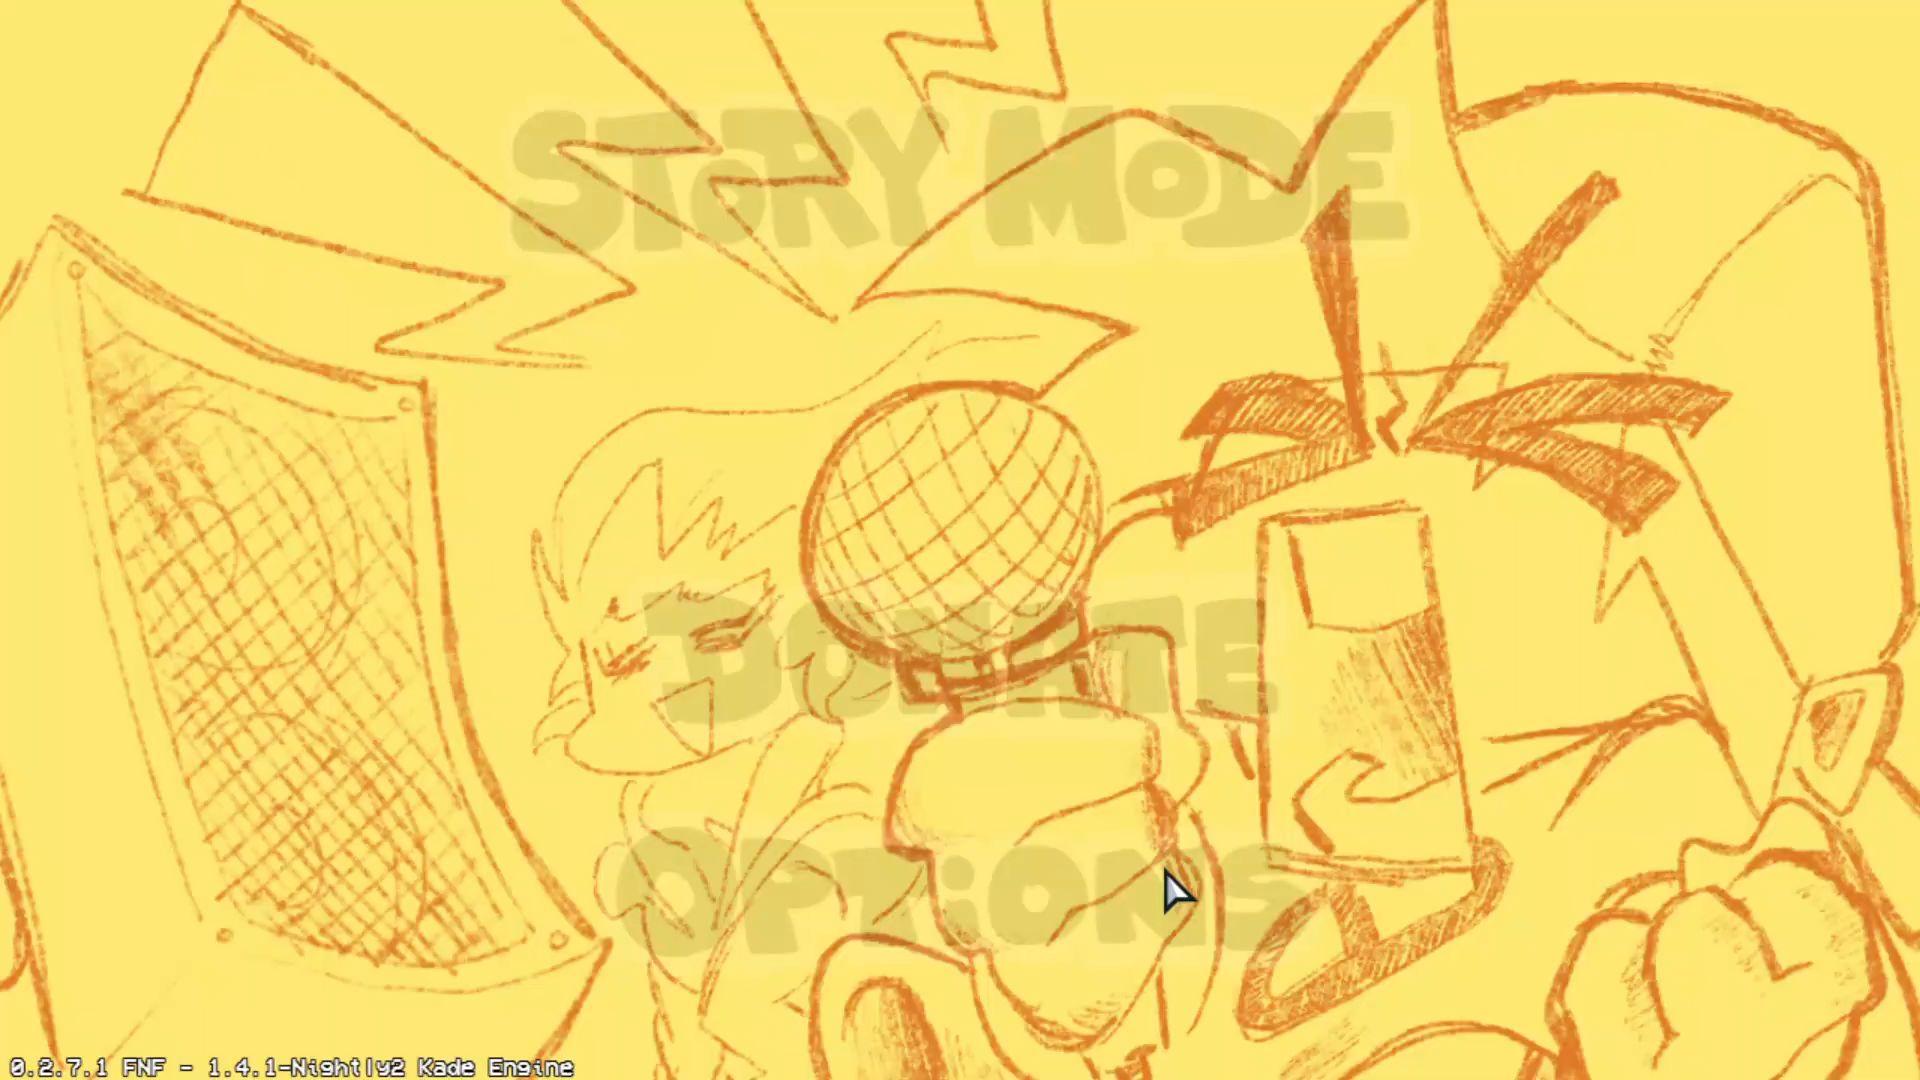 STORY MODE
DONATE
OPTIONS
0.2.7.1 FNF - 1.4.1-Nightly2 Kade Engine